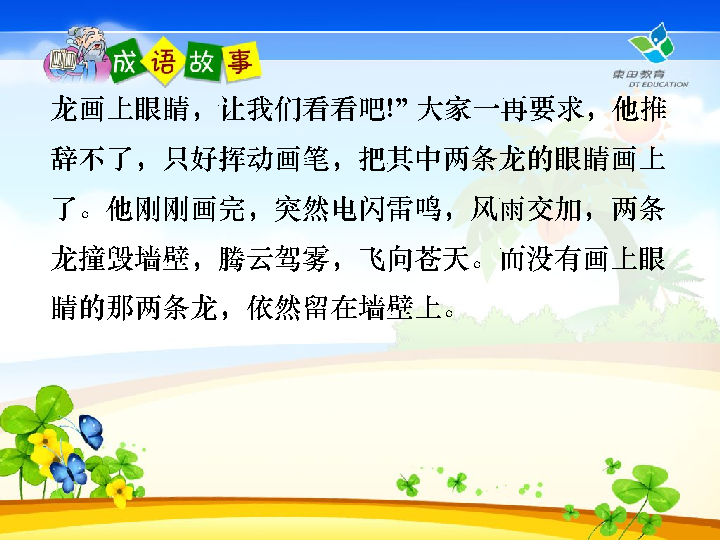 成语故事
東田教育
DT EDUCATION
龙画上眼睛，让我们看看吧!”大家一再要求，他推
辞不了，只好挥动画笔，把其中两条龙的眼睛画上
了。他刚刚画完，突然电闪雷鸣，风雨交加，两条
龙撞毁墙壁，腾云驾雾，飞向苍天。而没有画上眼
睛的那两条龙，依然留在墙壁上。